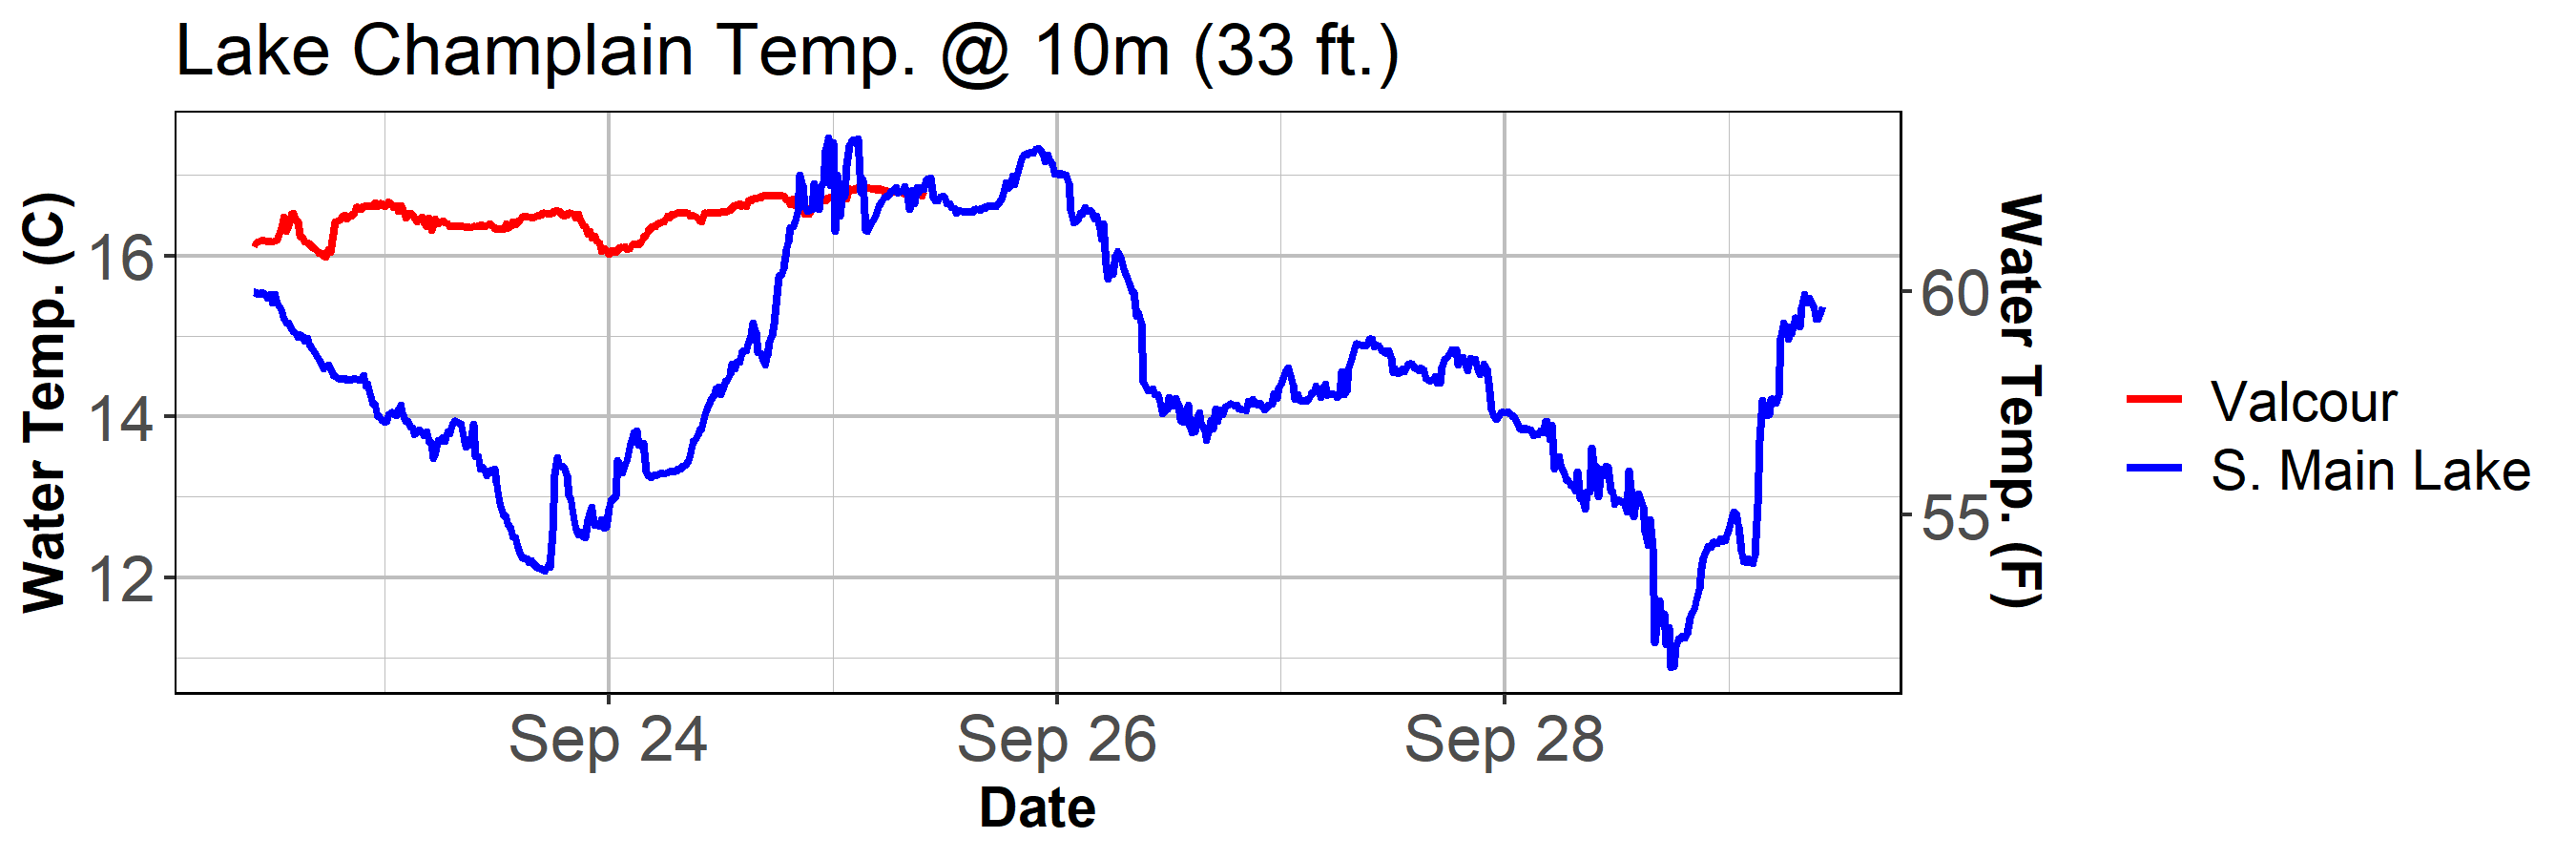 Lake Champlain Temp. @ 10m (33 ft.)
Water Temp. (C)
16
14
12
60
55
Water Temp. (F)
Sep 24
Sep 26
Sep 28
Date
Valcour
S. Main Lake